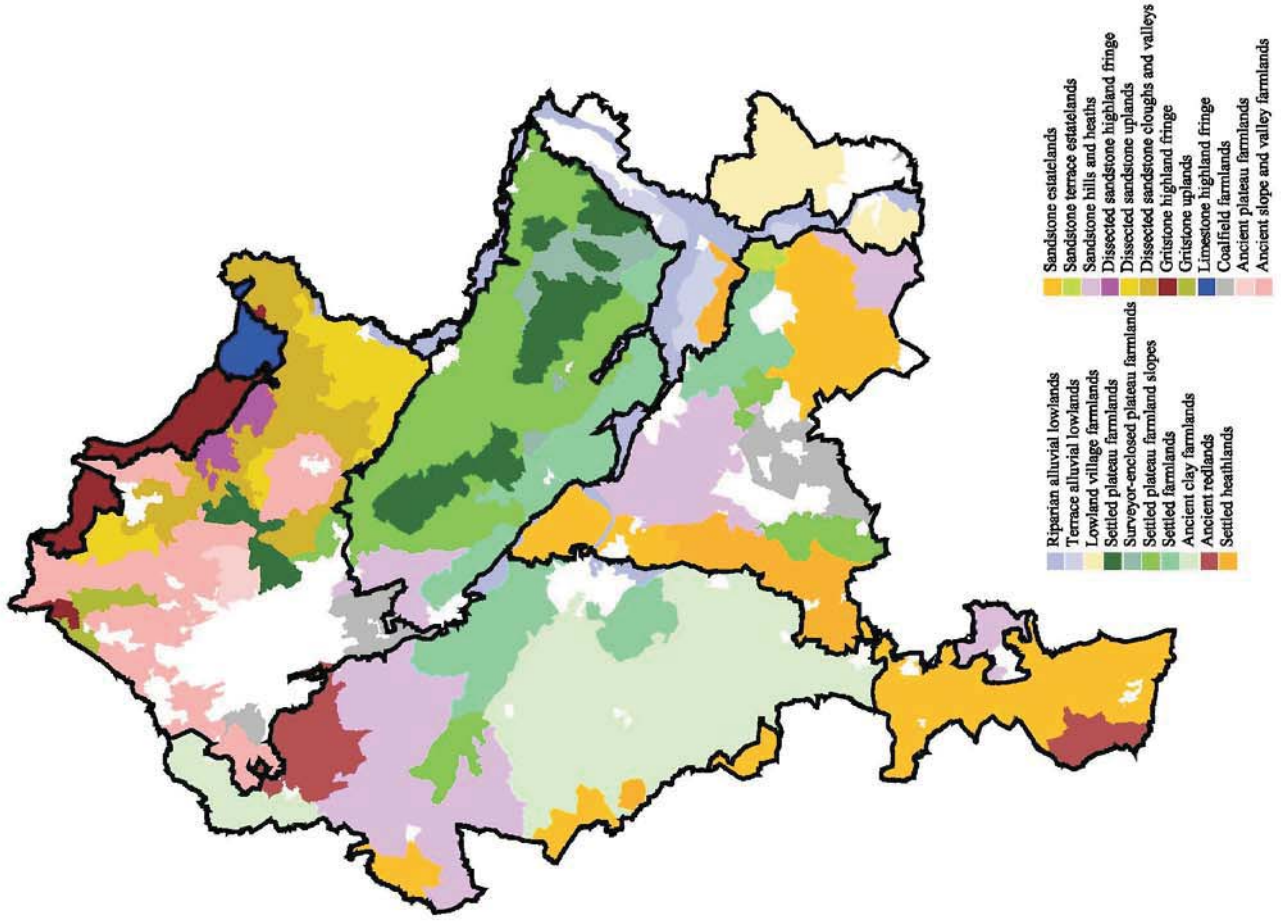 Riparian alluvial lowlands
Terrace alluvial lowlands
Lowland village farmlands
Settled plateau farmlands
Surveyor-enclosed plateau farmlands
Settled plateau farmland slopes
Settled farmlands
Ancient clay farmlands
Ancient redlands
Settled heathlands
Sandstone estatelands
Sandstone terrace estatelands
Sandstone hills and heaths
Dissected sandstone highland fringe
Dissected sandstone uplands
Dissected sandstone cloughs and valleys
Gritstone highland fringe
Gritstone uplands
Limestone highland fringe
Coalfield farmlands
Ancient plateau farmlands
Ancient slope and valley farmlands